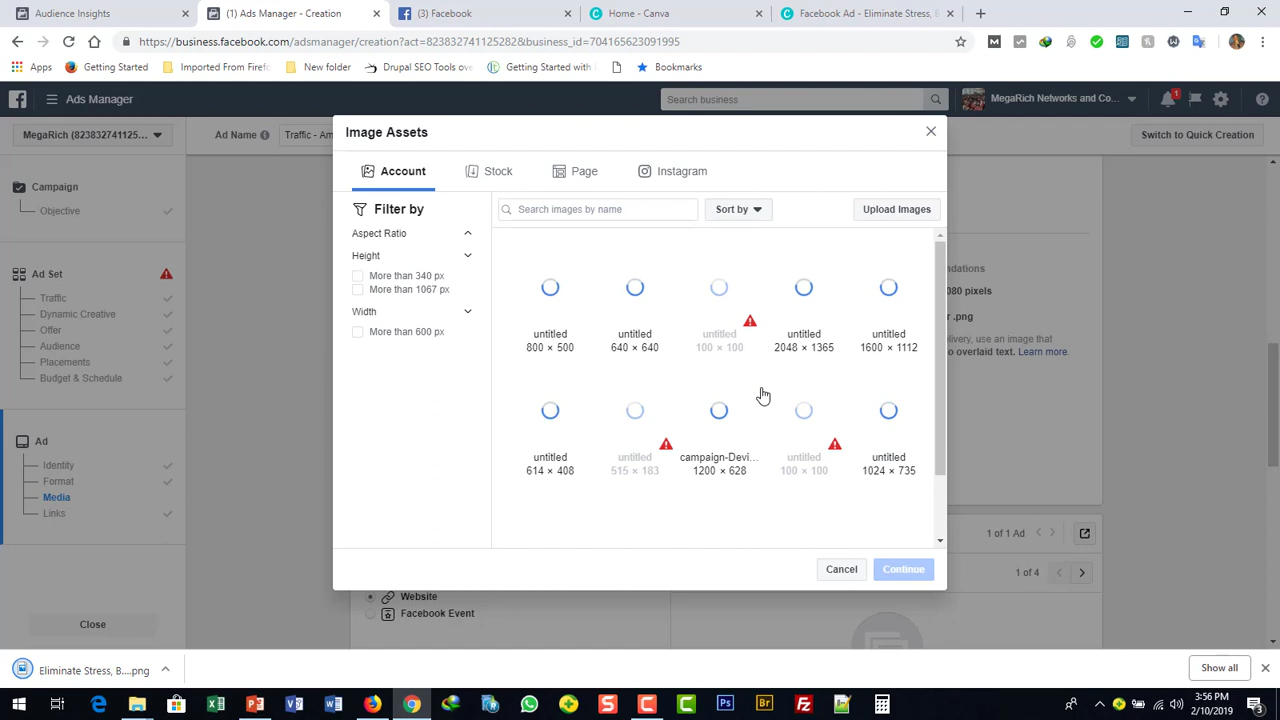 Audience Insights
(1) Ads Manager - Creation
(3) Facebook
Home - Canva
Facebook Ad - Eliminate Stress, B
https://business.facebook.com/adsmanager/creation?act=823832741125282&business_id=704165623091995
Apps
Getting Started
Imported From Firef
New folder
Drupal SEO Tools ove
Getting Started with
Bookmarks
Ads Manager
Search business
MegaRich Networks and Co...
1
MegaRich (82383274112​5...
Ad Name
Traffic - Am
Switch to Quick Creation
Image Assets
Campaign
Objective
Ad Set
Traffic
Dynamic Creative
Offer
Audience
Placements
Budget & Schedule
Ad
Identity
Format
Media
Links
Close
Account
Stock
Page
Instagram
Filter by
Aspect Ratio
Height
More than 340 px
More than 1067 px
Width
More than 600 px
Search images by name
Sort by
Upload Images
untitled
800 × 500
untitled
640 × 640
untitled
100 × 100
untitled
2048 × 1365
untitled
1600 × 1112
untitled
614 × 408
untitled
515 × 183
campaign-Devi...
1200 × 628
untitled
100 × 100
untitled
1024 × 735
Cancel
Continue
ndations
080 pixels
r .png
delivery, use an image that
o overlaid text. Learn more.
1 of 1 Ad
1 of 4
Website
Facebook Event
Eliminate Stress, B....png
Show all
3:56 PM
2/10/2019
3